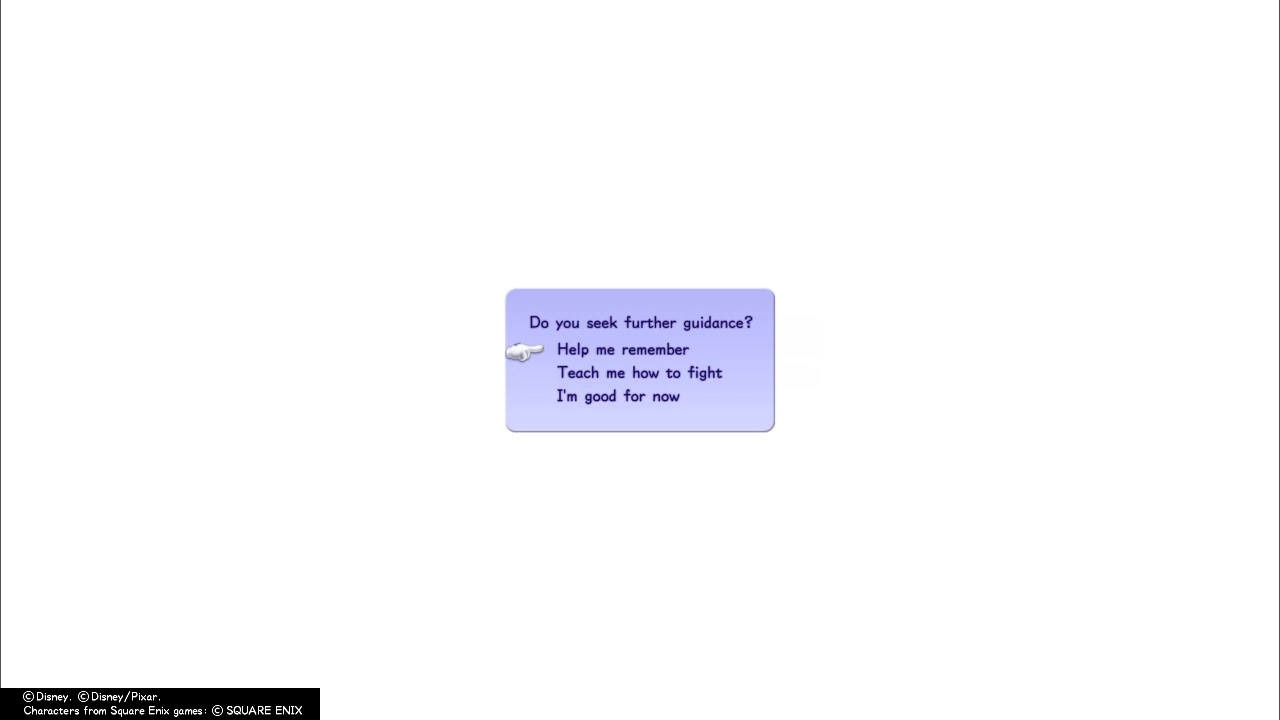 Do you seek further guidance?
Help me remember
Teach me how to fight
I'm good for now
©Disney. ©Disney/Pixar.
Characters from Square Enix games: © SQUARE ENIX